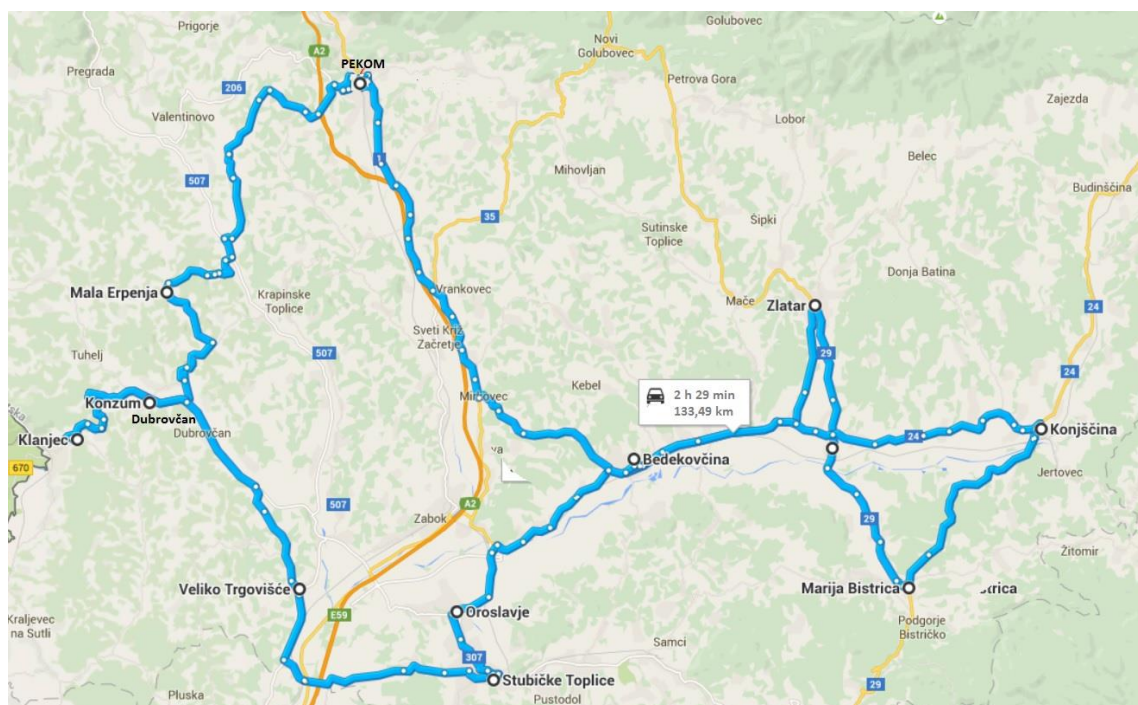 Prigorje
Golubovec
A2
Novi
Golubovec
PEKOM
Pregrada
206
Petrova Gora
Zajezda
Valentinovo
Lobor
1
Belec
507
Mihovljan
Budinščina
35
Šipki
Sutinske
Toplice
Donja Batina
Mala Erpenja
Krapinske
Toplice
Vrankovec
Mače
Zlatar
24
Sveti Križ
Začretje
Tuhelj
507
29
24
Kebel
2 h 29 min
133,49 km
Konzum
Mirkovec
Dubrovčan
Dubrovčan
Klanjec
24
Konjščina
670
Bedekovčina
Jertovec
507
A2
Zabok
29
Žitomir
Veliko Trgovišće
Marija Bistrica
Oroslavje
E59
Kraljevec
na Sutli
Podgorje
Bistričko
Samci
307
Stubičke Toplice
29
Pluska
Pustodol